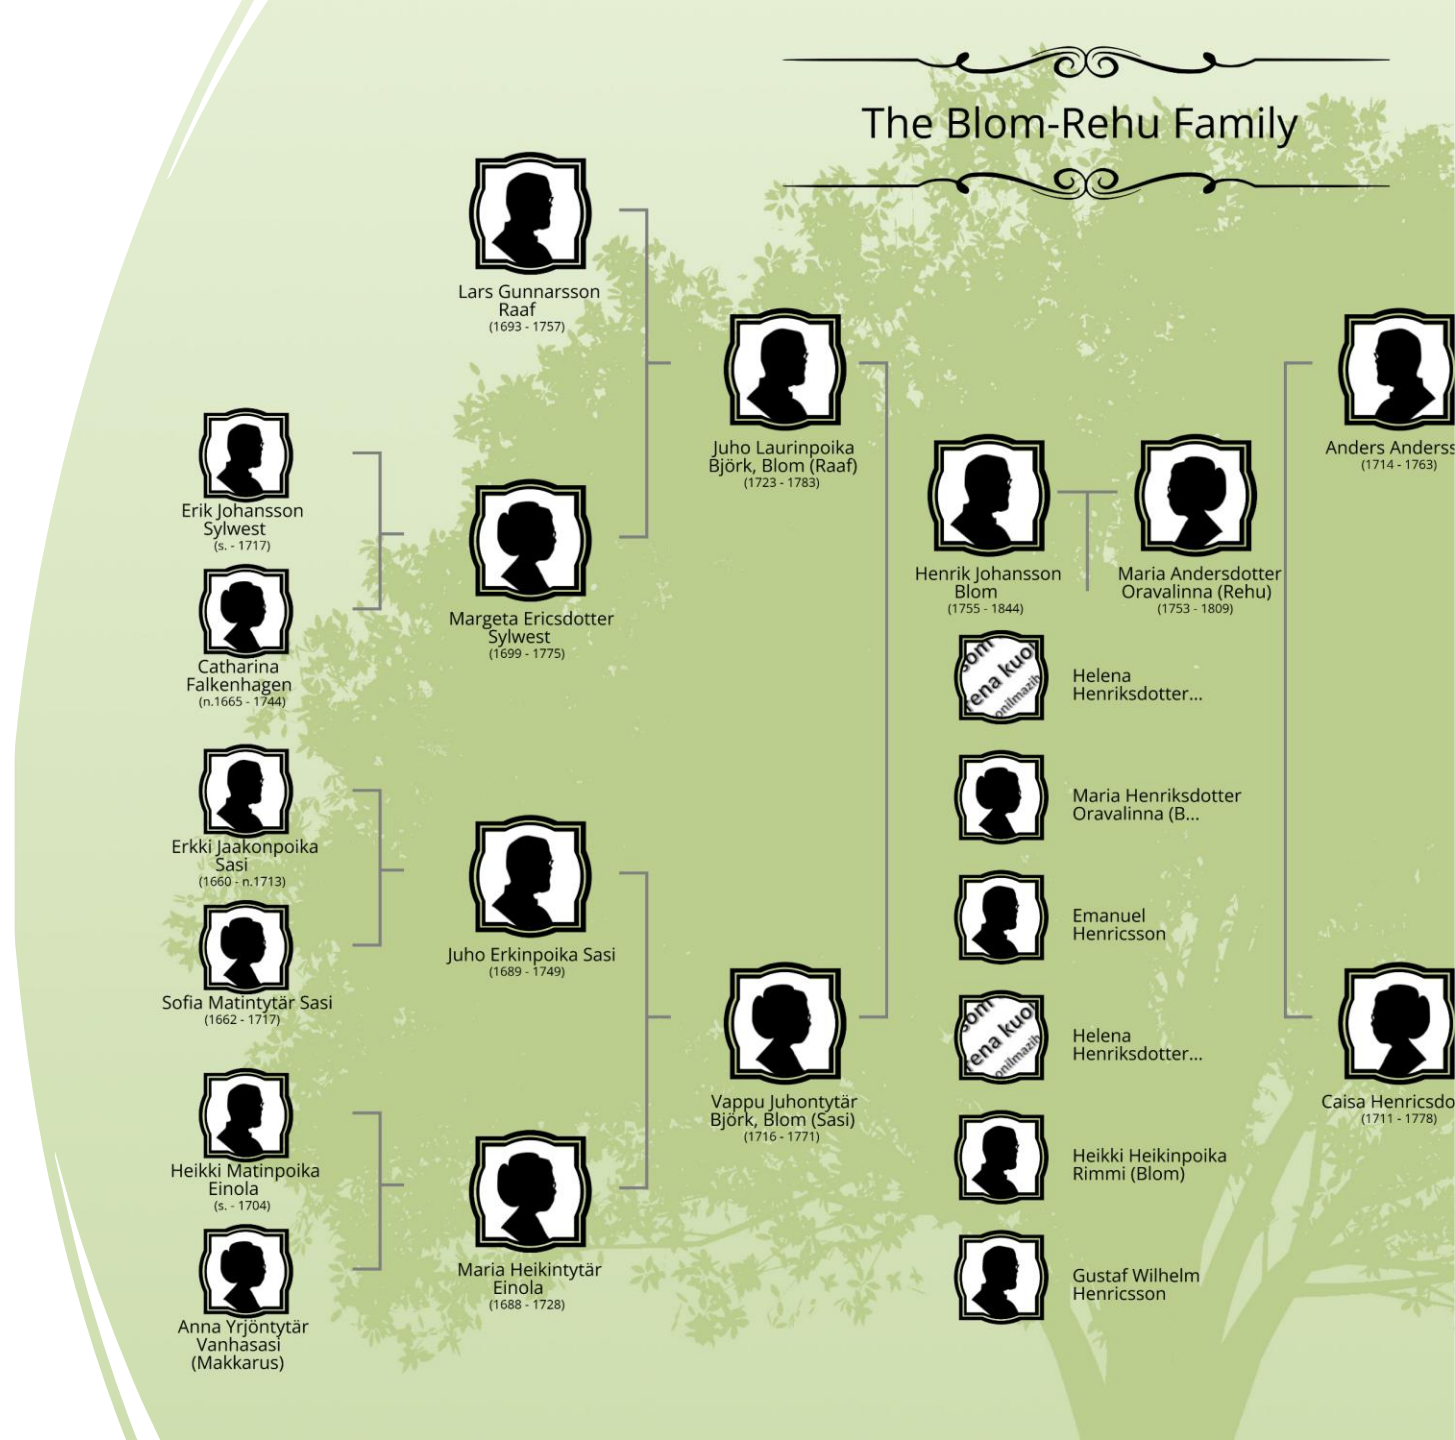 The Blom-Rehu Family
Lars Gunnarsson
Raaf
(1693 - 1757)
Erik Johansson
Sylwest
(s. - 1717)
Catharina
Falkenhagen
(n.1665 - 1744)
Margeta Ericsdotter
Sylwest
(1699 - 1775)
Erkki Jaakonpoika
Sasi
(1660 - n.1713)
Sofia Matintytär Sasi
(1662 - 1717)
Juho Erkinpoika Sasi
(1689 - 1749)
Heikki Matinpoika
Einola
(s. - 1704)
Anna Yrjöntytär
Vanhasasi
(Makkarus)
Maria Heikintytär
Einola
(1688 - 1728)
Juho Laurinpoika
Björk, Blom (Raaf)
(1723 - 1783)
Vappu Juhontytär
Björk, Blom (Sasi)
(1716 - 1771)
Henrik Johansson
Blom
(1755 - 1844)
Maria Andersdotter
Oravalinna (Rehu)
(1753 - 1809)
Helena
Henriksdotter...
Maria Henriksdotter
Oravalinna (B...
Emanuel
Henricsson
Helena
Henriksdotter...
Heikki Heikinpoika
Rimmi (Blom)
Gustaf Wilhelm
Henricsson
Anders Anderss
(1714 - 1763)
Caisa Henricsdo
(1711 - 1778)